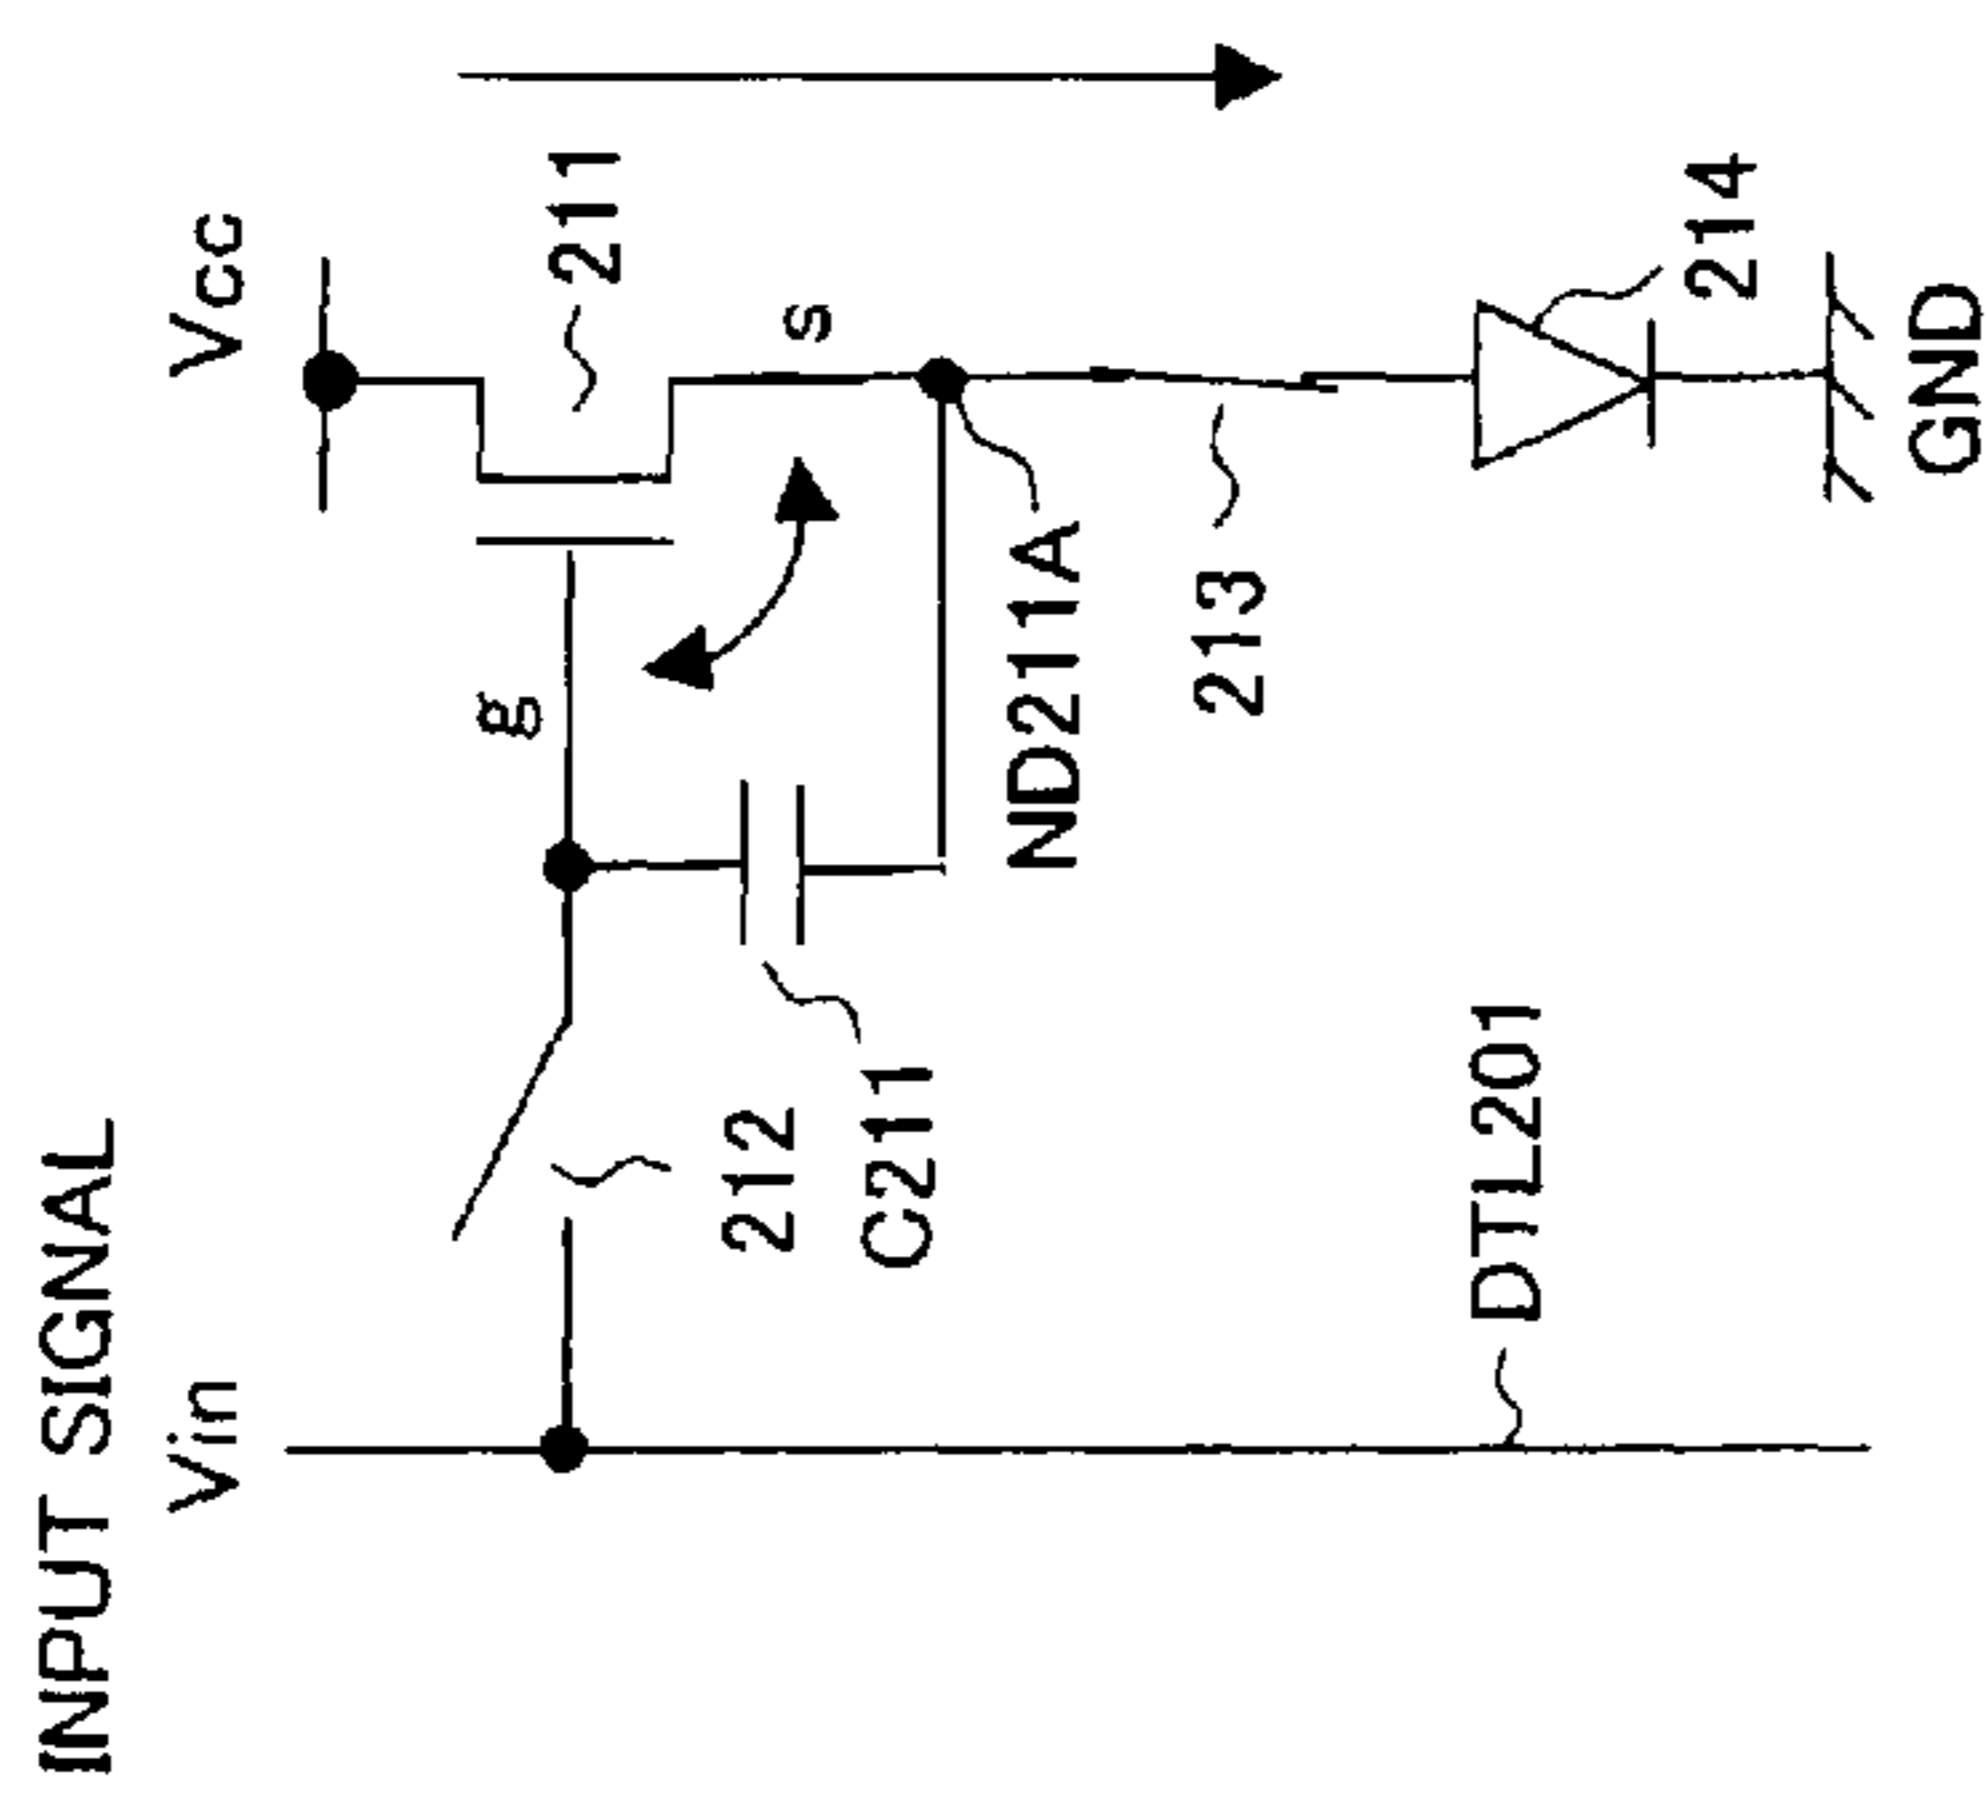 INPUT SIGNAL
Vin
Vcc
g
211
212
s
C211
ND211A
213
DTL201
214
GND